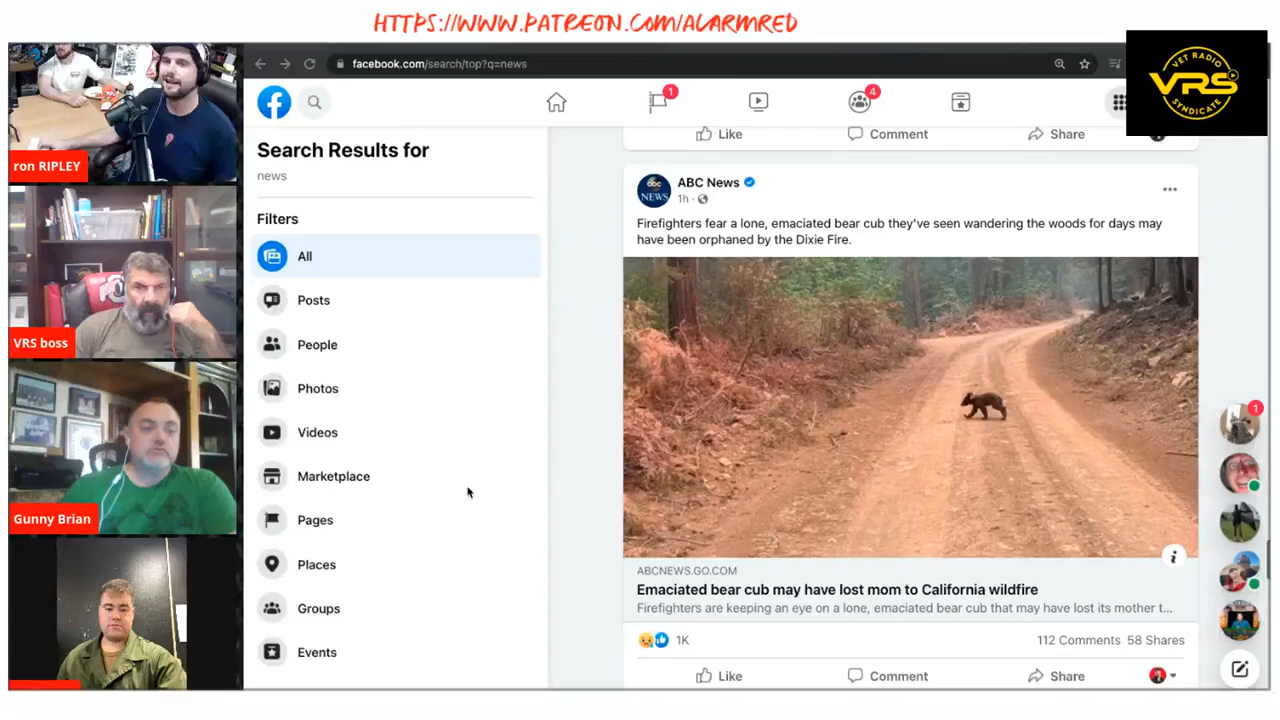 HTTPS://WWW.PATREON.COM/ALARMRED
VET RADIO
VRS
SYNDICATE
facebook.com/search/top?q=news
1
4
ron RIPLEY
VRS boss
Gunny Brian
Search Results for
news
Filters
All
Posts
People
Photos
Videos
Marketplace
Pages
Places
Groups
Events
Like
Comment
Share
abc
NEWS
ABC News
1h ·
Firefighters fear a lone, emaciated bear cub they've seen wandering the woods for days may
have been orphaned by the Dixie Fire.
i
ABCNEWS.GO.COM
Emaciated bear cub may have lost mom to California wildfire
Firefighters are keeping an eye on a lone, emaciated bear cub that may have lost its mother t...
1K
112 Comments 58 Shares
Like
Comment
Share
1